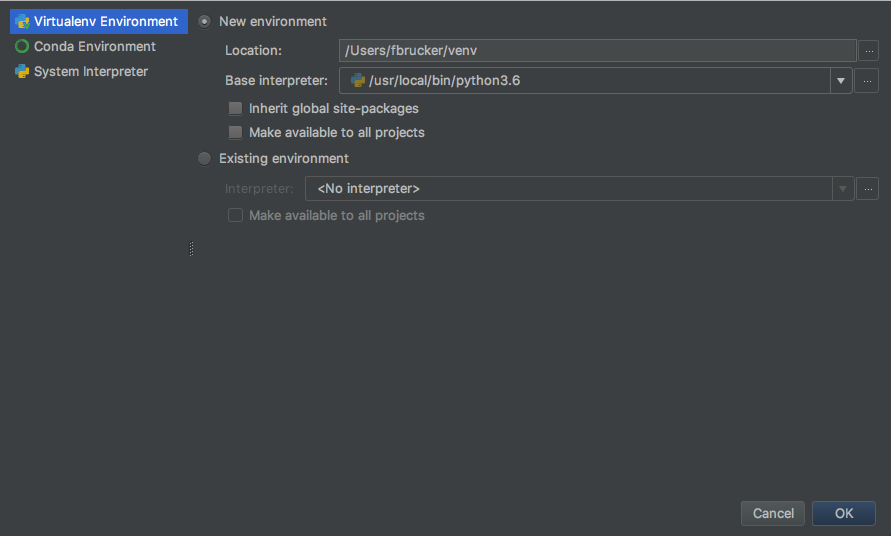 Virtualenv Environment
Conda Environment
System Interpreter
New environment
Location: /Users/fbrucker/venv ...
Base interpreter: /usr/local/bin/python3.6 ...
Inherit global site-packages
Make available to all projects
Existing environment
Interpreter: <No interpreter> ...
Make available to all projects
Cancel OK